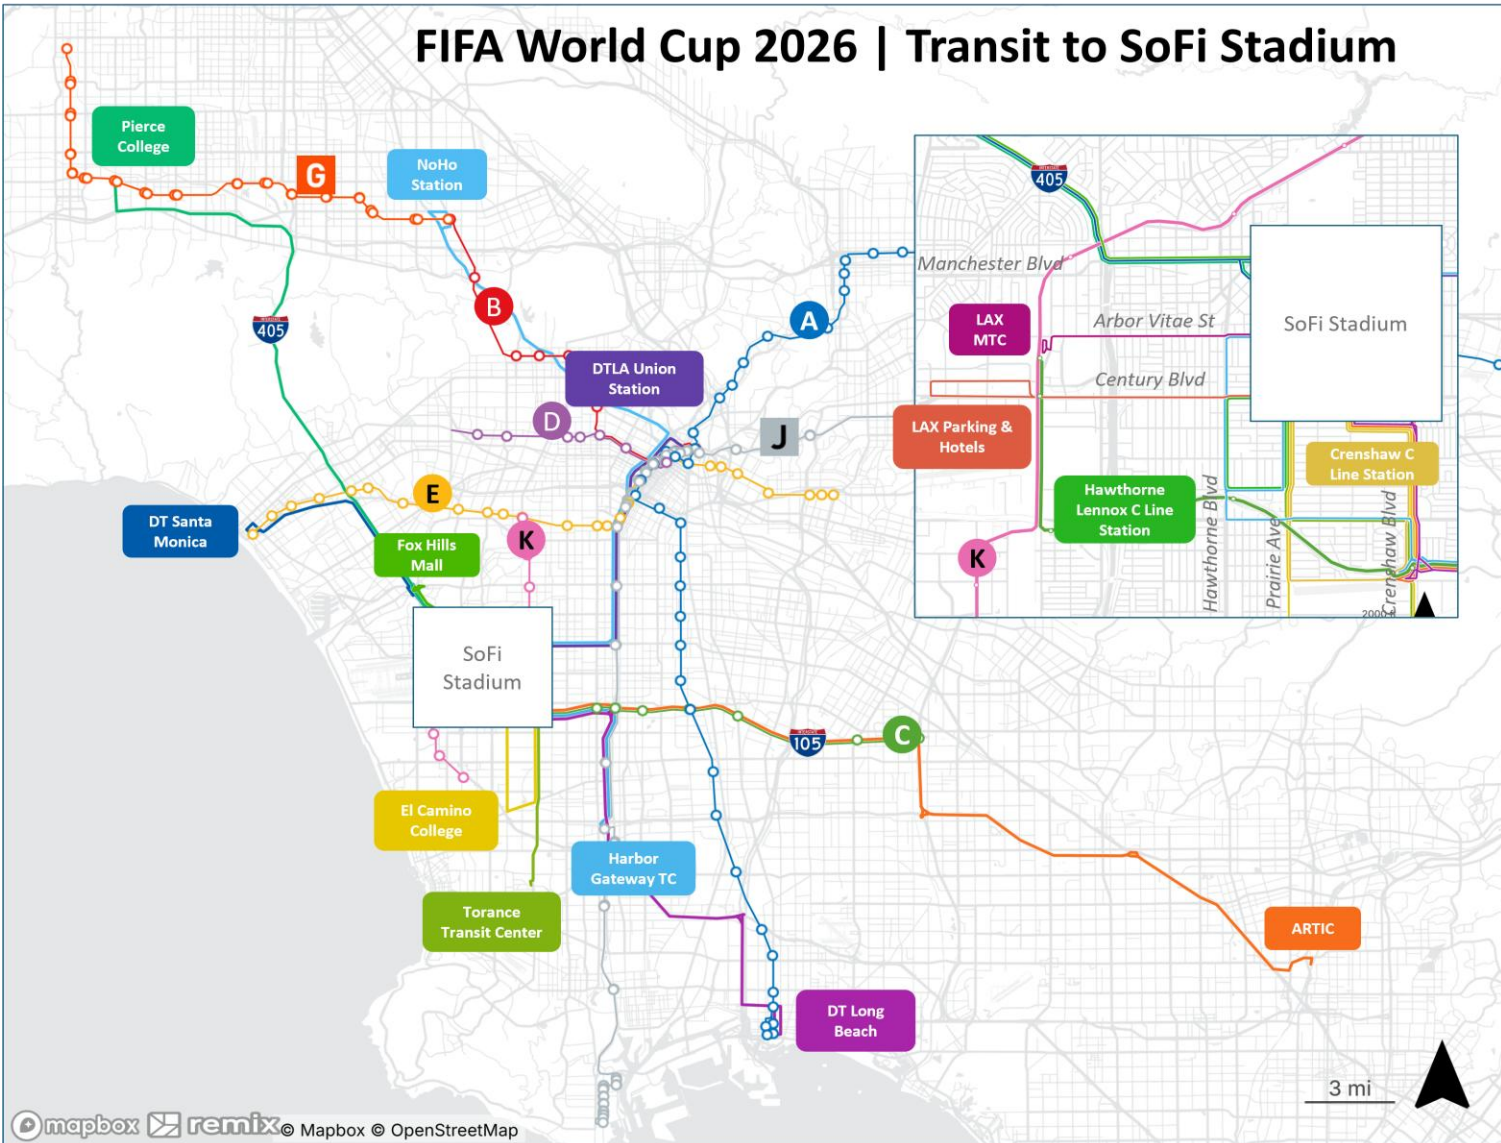 FIFA World Cup 2026 | Transit to SoFi Stadium
Pierce
College
G
NoHo
Station
405
B
A
DTLA Union
Station
D
J
E
K
DT Santa
Monica
Fox Hills
Mall
SoFi
Stadium
105
C
El Camino
College
Harbor
Gateway TC
Torance
Transit Center
ARTIC
DT Long
Beach
3 mi
405
Manchester Blvd
LAX
MTC
Arbor Vitae St
SoFi Stadium
Century Blvd
LAX Parking &
Hotels
Crenshaw C
Line Station
Hawthorne
Lennox C Line
Station
Hawthorne Blvd
Prairie Ave
Crenshaw Blvd
K
mapbox remix © Mapbox © OpenStreetMap